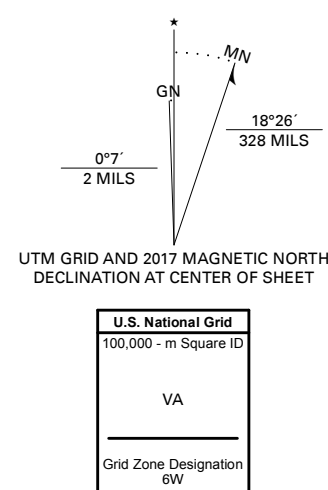 ★
MN
GN
18°26´
328 MILS
0°7´
2 MILS
UTM GRID AND 2017 MAGNETIC NORTH
DECLINATION AT CENTER OF SHEET
U.S. National Grid
100,000 - m Square ID
VA
Grid Zone Designation
6W